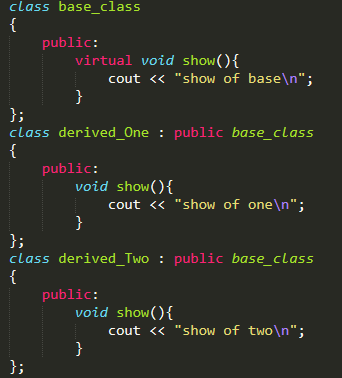 class base_class
{
    public:
        virtual void show(){
            cout << "show of base\n";
        }
};
class derived_One : public base_class
{
    public:
        void show(){
            cout << "show of one\n";
        }
};
class derived_Two : public base_class
{
    public:
        void show(){
            cout << "show of two\n";
        }
};